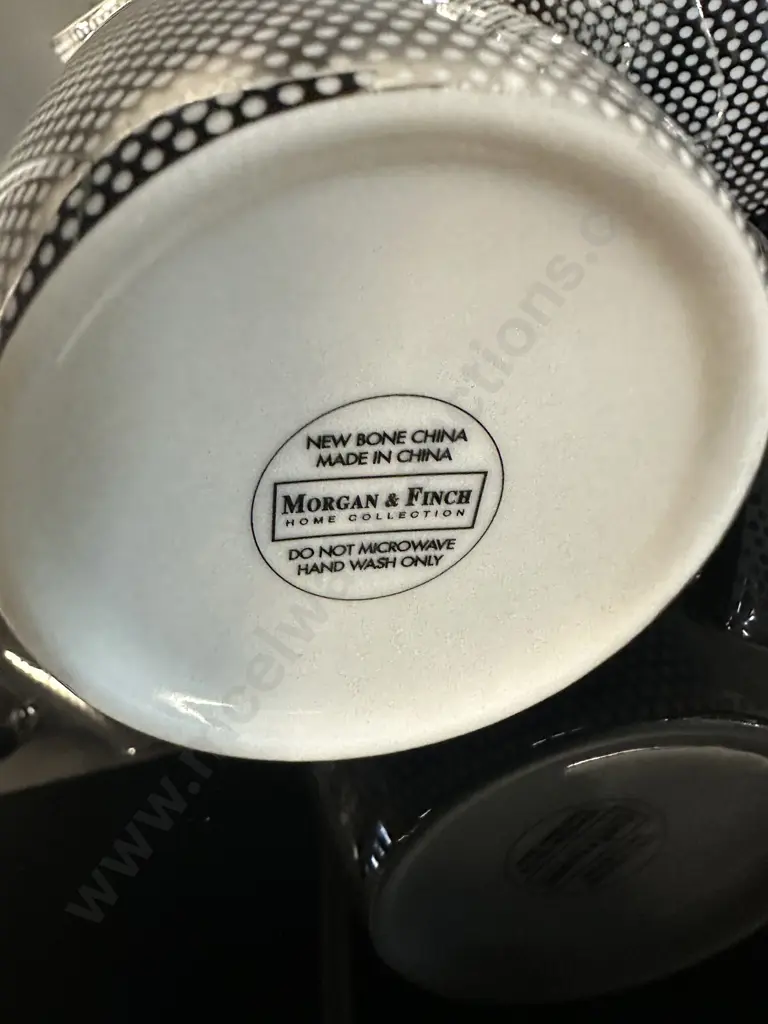 NEW BONE CHINA
MADE IN CHINA
MORGAN & FINCH
HOME COLLECTION
DO NOT MICROWAVE
HAND WASH ONLY